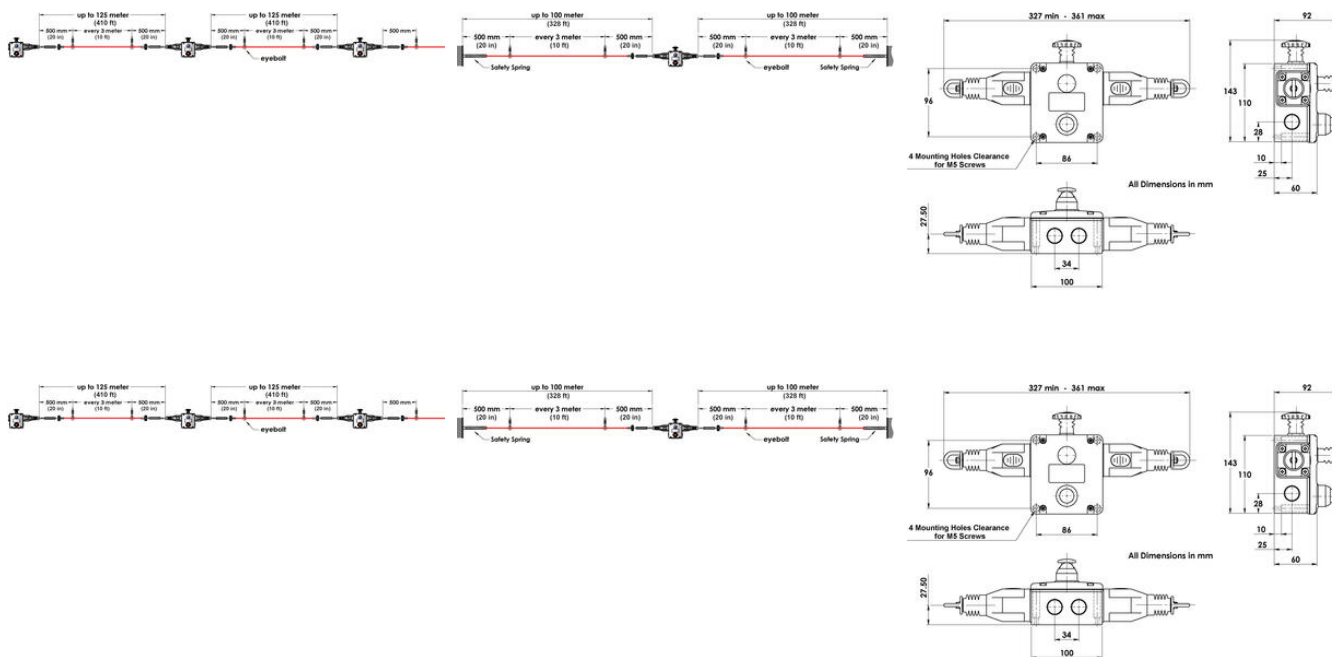 up to 125 meter
(410 ft)
500 mm
(20 in)
every 3 meter
(10 ft)
500 mm
(20 in)
up to 125 meter
(410 ft)
500 mm
(20 in)
every 3 meter
(10 ft)
500 mm
(20 in)
500 mm
(20 in)
eyebolt
up to 100 meter
(328 ft)
500 mm
(20 in)
every 3 meter
(10 ft)
500 mm
(20 in)
Safety Spring
up to 100 meter
(328 ft)
500 mm
(20 in)
every 3 meter
(10 ft)
500 mm
(20 in)
eyebolt
Safety Spring
327 min - 361 max
96
4 Mounting Holes Clearance
for M5 Screws
86
92
143
110
28
10
25
60
All Dimensions in mm
27.50
34
100
up to 125 meter
(410 ft)
500 mm
(20 in)
every 3 meter
(10 ft)
500 mm
(20 in)
up to 125 meter
(410 ft)
500 mm
(20 in)
every 3 meter
(10 ft)
500 mm
(20 in)
500 mm
(20 in)
eyebolt
up to 100 meter
(328 ft)
500 mm
(20 in)
every 3 meter
(10 ft)
500 mm
(20 in)
Safety Spring
up to 100 meter
(328 ft)
500 mm
(20 in)
every 3 meter
(10 ft)
500 mm
(20 in)
eyebolt
Safety Spring
327 min - 361 max
96
4 Mounting Holes Clearance
for M5 Screws
86
92
143
110
28
10
25
60
All Dimensions in mm
27.50
34
100